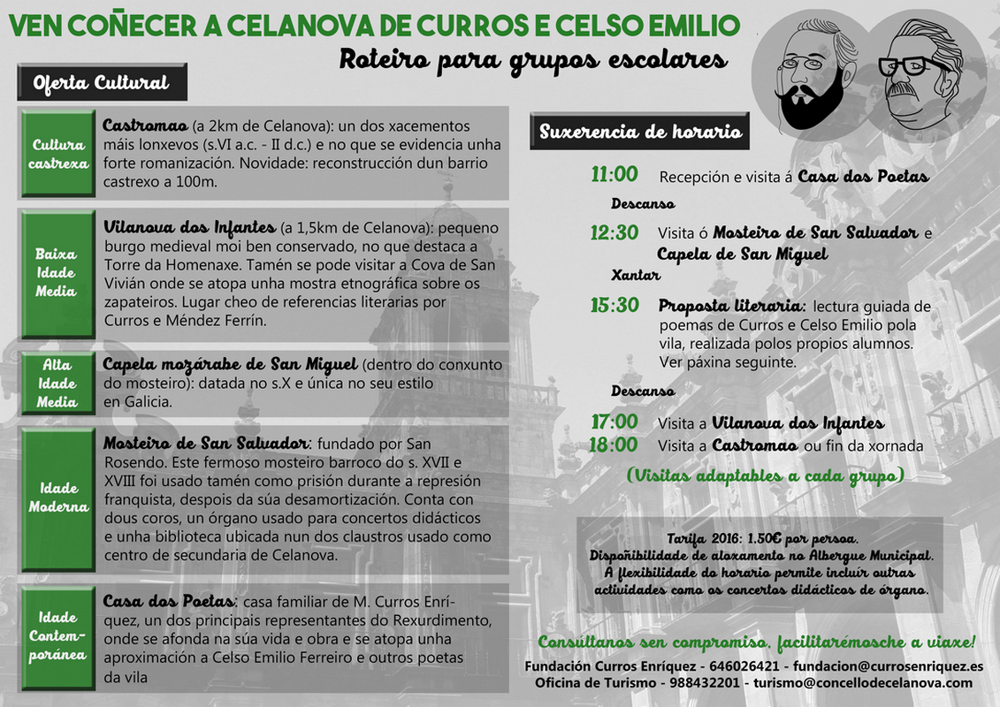 VEN COÑECER A CELANOVA DE CURROS E CELSO EMILIO
Roteiro para grupos escolares
Oferta Cultural
Cultura
castrexa
Castromao (a 2km de Celanova): un dos xacementos
máis lonxevos (s.VI a.c. - II d.c.) e no que se evidencia unha
forte romanización. Novidade: reconstrucción dun barrio
castrexo a 100m.
Baixa
Idade
Media
Vilanova dos Infantes (a 1,5km de Celanova): pequeno
burgo medieval moi ben conservado, no que destaca a
Torre da Homenaxe. Tamén se pode visitar a Cova de San
Vivián onde se atopa unha mostra etnográfica sobre os
zapateiros. Lugar cheo de referencias literarias por
Curros e Méndez Ferrín.
Alta
Idade
Media
Capela mozárabe de San Miguel (dentro do conxunto
do mosteiro): datada no s.X e única no seu estilo
en Galicia.
Idade
Moderna
Mosteiro de San Salvador: fundado por San
Rosendo. Este fermoso mosteiro barroco do s. XVII e
XVIII foi usado tamén como prisión durante a represión
franquista, despois da súa desamortización. Conta con
dous coros, un órgano usado para concertos didácticos
e unha biblioteca ubicada nun dos claustros usado como
centro de secundaria de Celanova.
Idade
Contem-
poránea
Casa dos Poetas: casa familiar de M. Curros Enrí-
quez, un dos principais representantes do Rexurdimento,
onde se afonda na súa vida e obra e se atopa unha
aproximación a Celso Emilio Ferreiro e outros poetas
da vila
Suxerencia de horario
11:00 Recepción e visita á Casa dos Poetas
Descanso
12:30 Visita ó Mosteiro de San Salvador e
Capela de San Miguel
Xantar
15:30 Proposta literaria: lectura guiada de
poemas de Curros e Celso Emilio pola
vila, realizada polos propios alumnos.
Ver páxina seguinte.
Descanso
17:00 Visita a Vilanova dos Infantes
18:00 Visita a Castromao ou fin da xornada
(Visitas adaptables a cada grupo)
Tarifa 2016: 1.50€ por persoa.
Dispoñibilidade de aloxamento no Albergue Municipal.
A flexibilidade do horario permite incluír outras
actividades como os concertos didácticos de órgano.
Consúltanos sen compromiso, facilitarémosche a viaxe!
Fundación Curros Enríquez - 646026421 - fundacion@currosenriquez.es
Oficina de Turismo - 988432201 - turismo@concellodecelanova.com